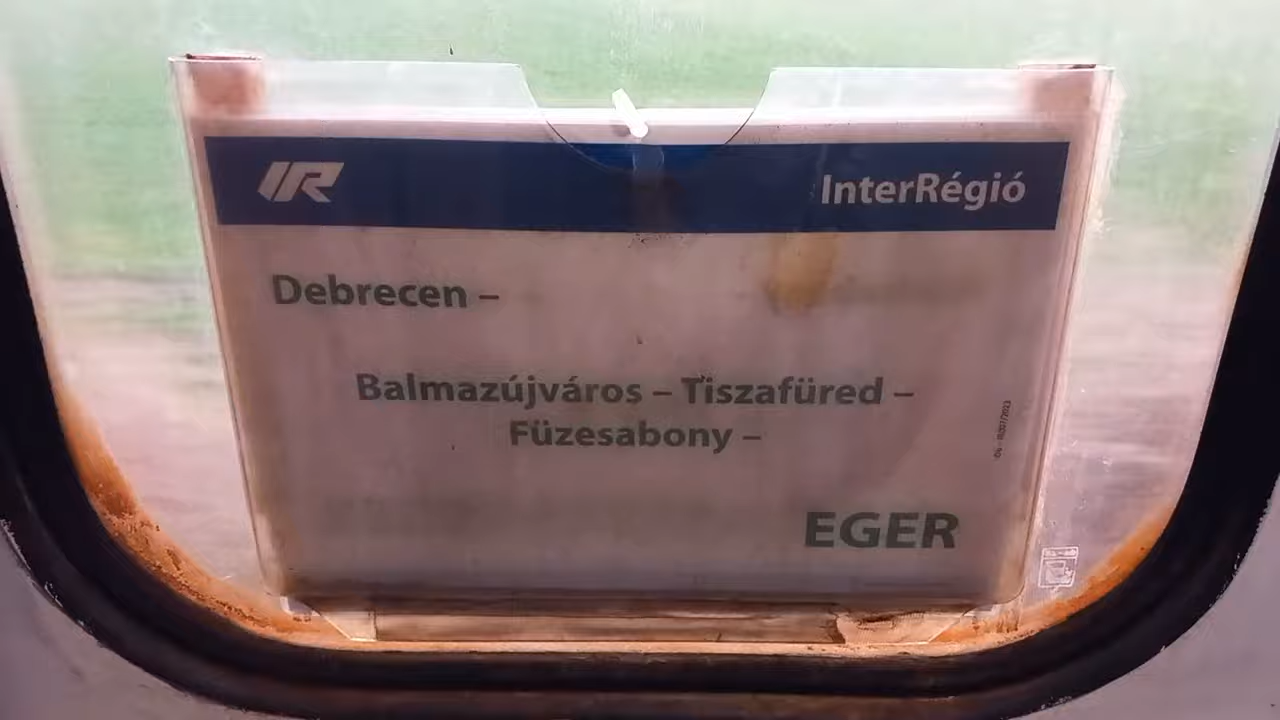 IR InterRégió
Debrecen –
Balmazújváros – Tiszafüred –
Füzesabony –
EGER